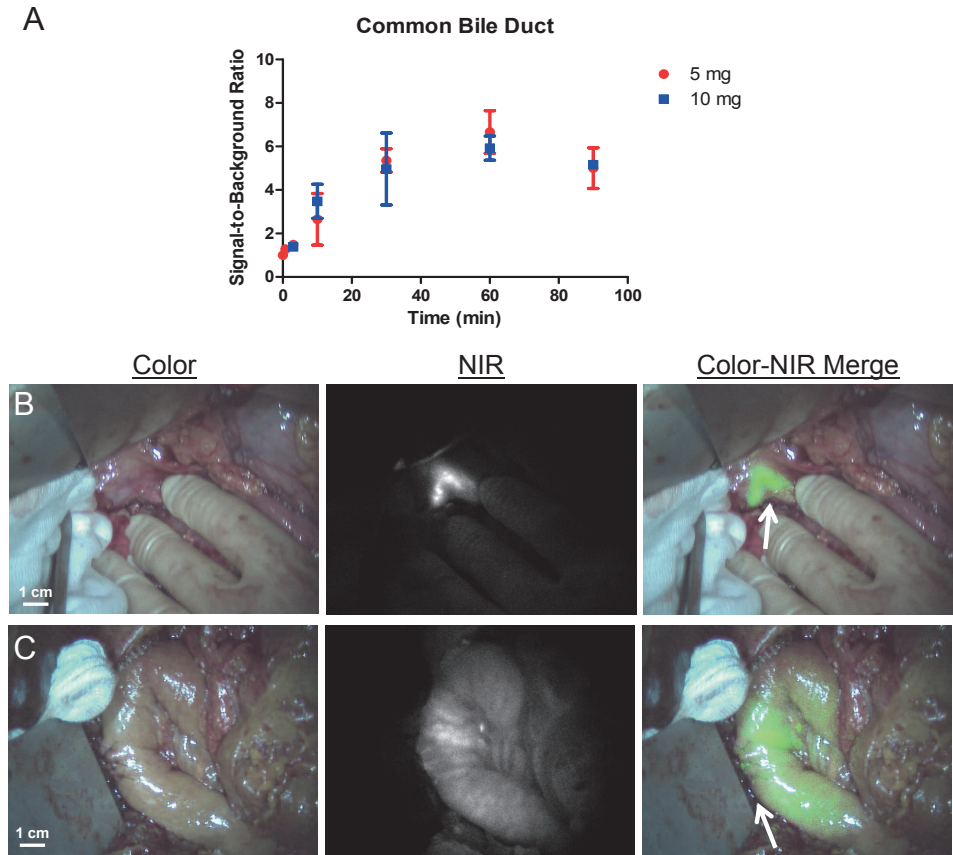 A
Common Bile Duct
Signal-to-Background Ratio
10
8
6
4
2
0
0 20 40 60 80 100
Time (min)
5 mg
10 mg
Color NIR Color-NIR Merge
B
1 cm
C
1 cm